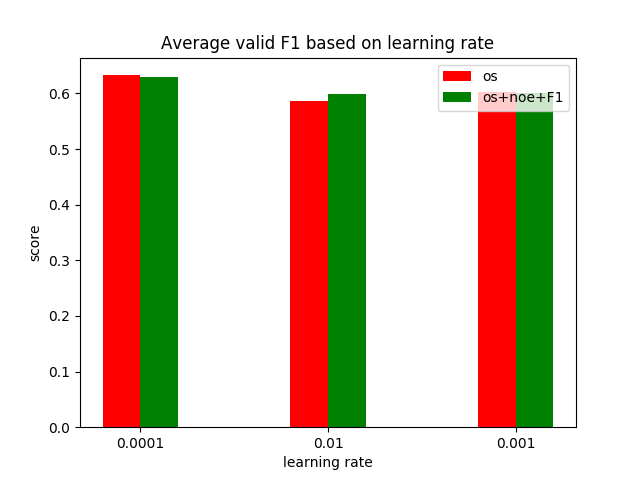 Average valid F1 based on learning rate
os
os+noe+F1
score
0.6
0.5
0.4
0.3
0.2
0.1
0.0
0.0001
0.01
0.001
learning rate